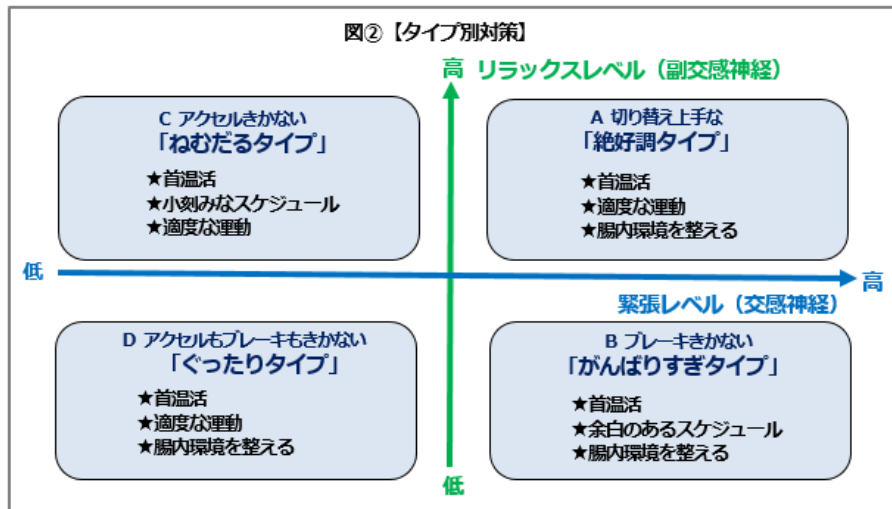 図②【タイプ別対策】
高 リラックスレベル（副交感神経）
C アクセルきかない
「ねむだるタイプ」
★首温活
★小刻みなスケジュール
★適度な運動
A 切り替え上手な
「絶好調タイプ」
★首温活
★適度な運動
★腸内環境を整える
低
高
緊張レベル（交感神経）
D アクセルもブレーキもきかない
「ぐったりタイプ」
★首温活
★適度な運動
★腸内環境を整える
B ブレーキきかない
「がんばりすぎタイプ」
★首温活
★余白のあるスケジュール
★腸内環境を整える
低